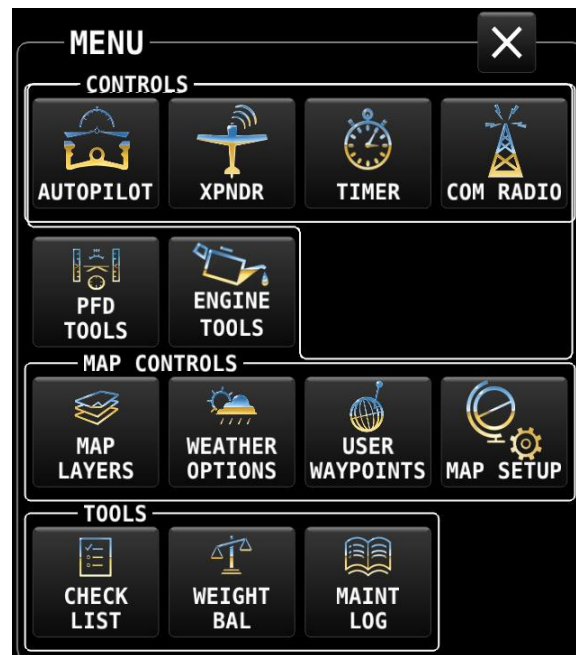 MENU
CONTROLS
AUTOPILOT
XPNDR
TIMER
COM RADIO
PFD
TOOLS
ENGINE
TOOLS
MAP CONTROLS
MAP
LAYERS
WEATHER
OPTIONS
USER
WAYPOINTS
MAP SETUP
TOOLS
CHECK
LIST
WEIGHT
BAL
MAINT
LOG